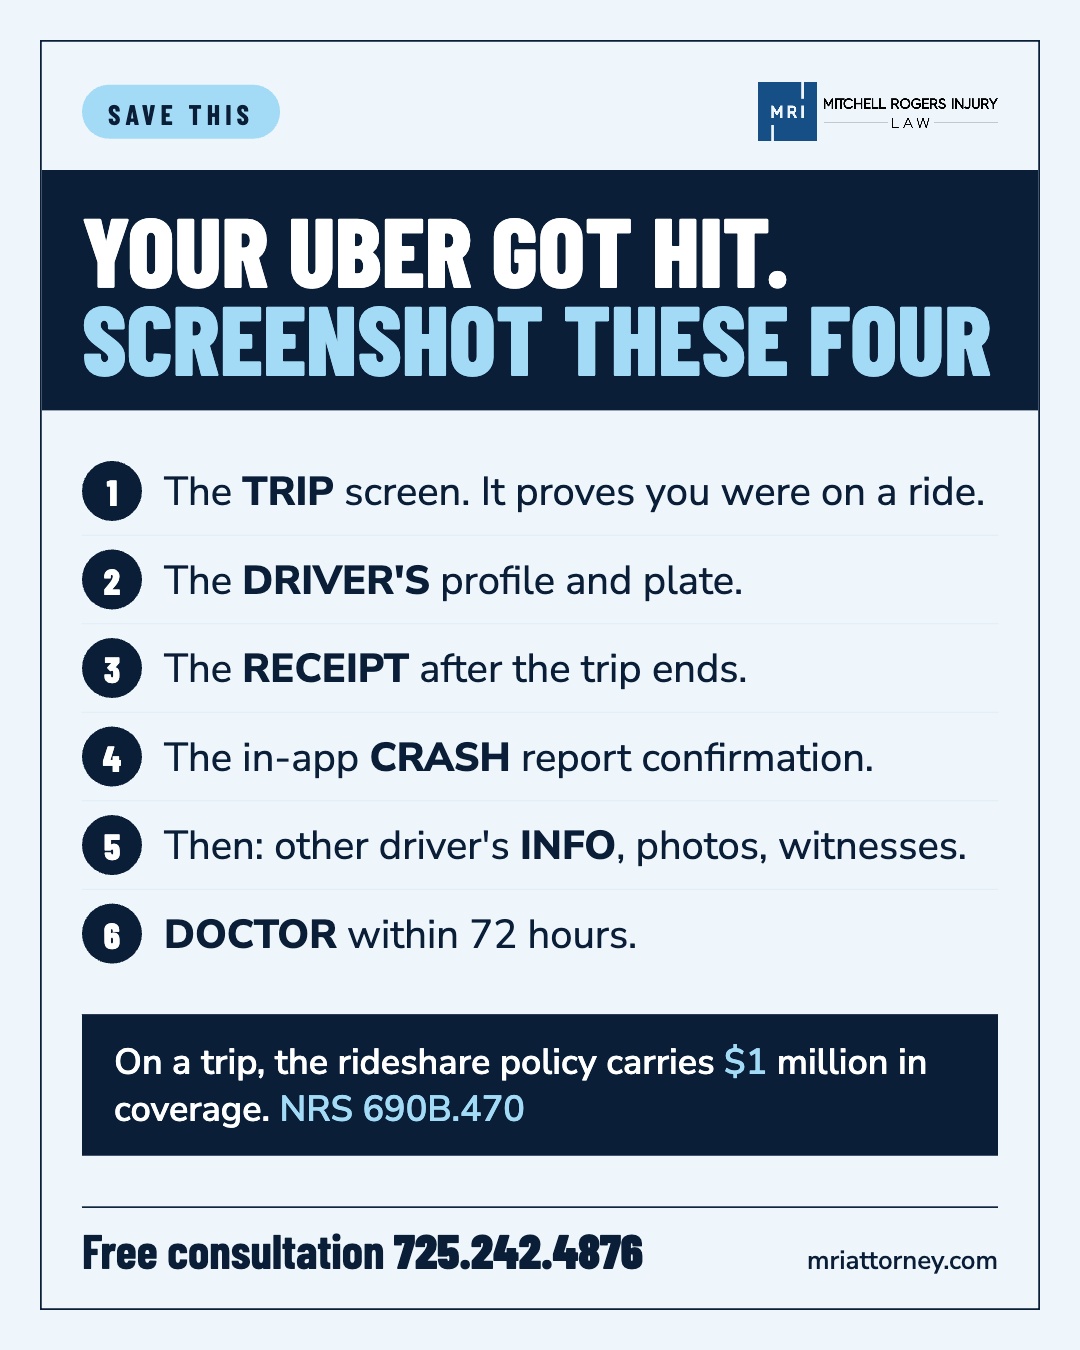 SAVE THIS
MRI
MITCHELL ROGERS INJURY
LAW
YOUR UBER GOT HIT.
SCREENSHOT THESE FOUR
1 The TRIP screen. It proves you were on a ride.
2 The DRIVER'S profile and plate.
3 The RECEIPT after the trip ends.
4 The in-app CRASH report confirmation.
5 Then: other driver's INFO, photos, witnesses.
6 DOCTOR within 72 hours.
On a trip, the rideshare policy carries $1 million in
coverage. NRS 690B.470
Free consultation 725.242.4876
mriattorney.com